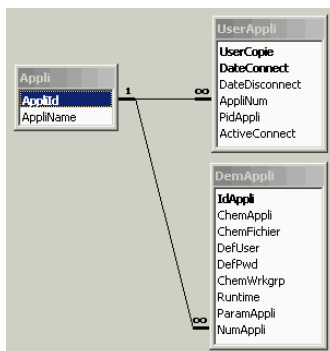 Appli
AppliId
AppliName
1
∞
UserAppli
UserCopie
DateConnect
DateDisconnect
AppliNum
PidAppli
ActiveConnect
DemAppli
IdAppli
ChemAppli
ChemFichier
DefUser
DefPwd
ChemWrkgrp
Runtime
ParamAppli
NumAppli
∞